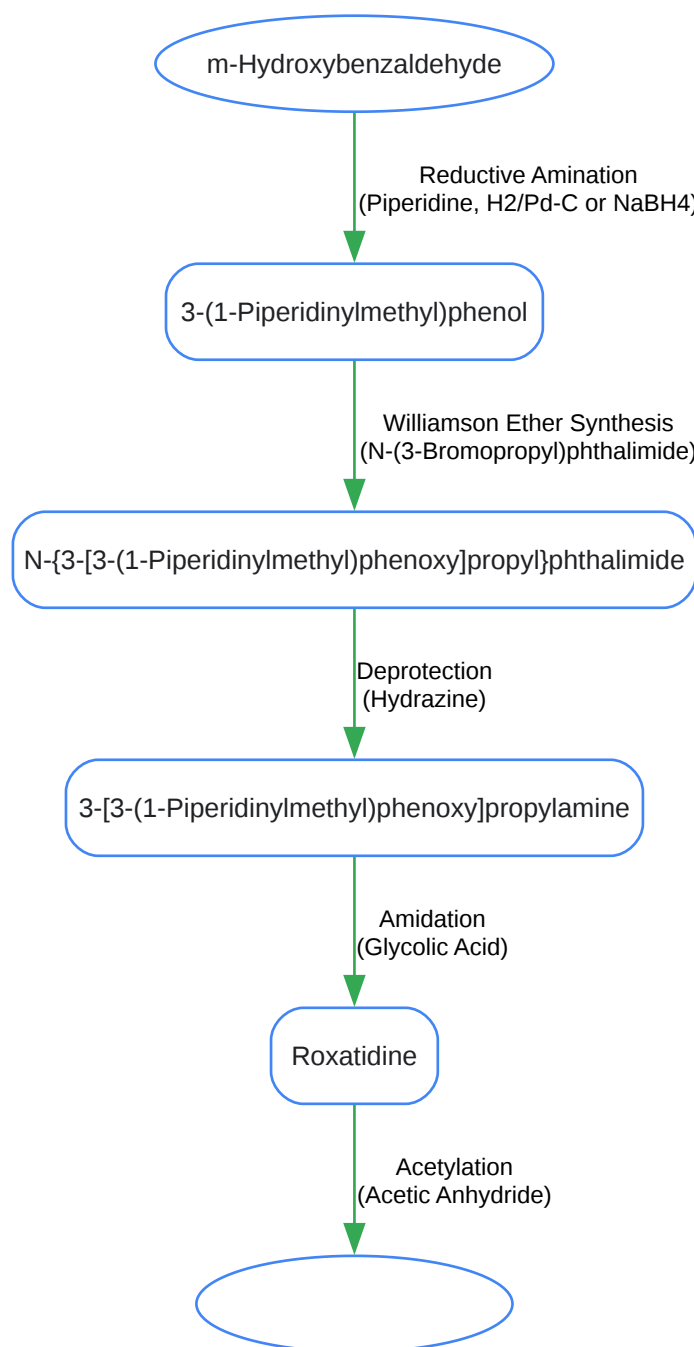 m-Hydroxybenzaldehyde
Reductive Amination
(Piperidine, H2/Pd-C or NaBH4)
3-(1-Piperidinylmethyl)phenol
Williamson Ether Synthesis
(N-(3-Bromopropyl)phthalimide)
N-{3-[3-(1-Piperidinylmethyl)phenoxy]propyl}phthalimide
Deprotection
(Hydrazine)
3-[3-(1-Piperidinylmethyl)phenoxy]propylamine
Amidation
(Glycolic Acid)
Roxatidine
Acetylation
(Acetic Anhydride)